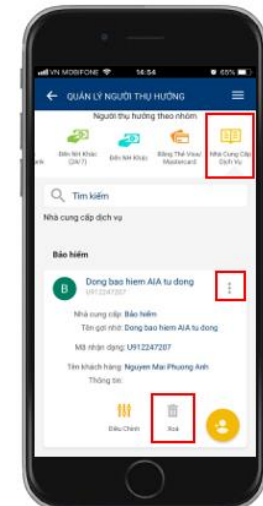 VN MOBIFONE 16:54 65%
QUẢN LÝ NGƯỜI THỤ HƯỞNG
Người thụ hưởng theo nhóm
Đến NH Khác (24/7)
Đến NH Khác
Bằng Thẻ Visa/ Mastercard
Nhà Cung Cấp Dịch Vụ
Tìm kiếm
Nhà cung cấp dịch vụ
Bảo hiểm
B
Dong bao hiem AIA tu dong
U912247207
Nhà cung cấp: Bảo hiểm
Tên gợi nhớ: Dong bao hiem AIA tu dong
Mã nhận dạng: U912247207
Tên khách hàng: Nguyen Mai Phuong Anh
Thông tin:
Điều Chỉnh
Xoá